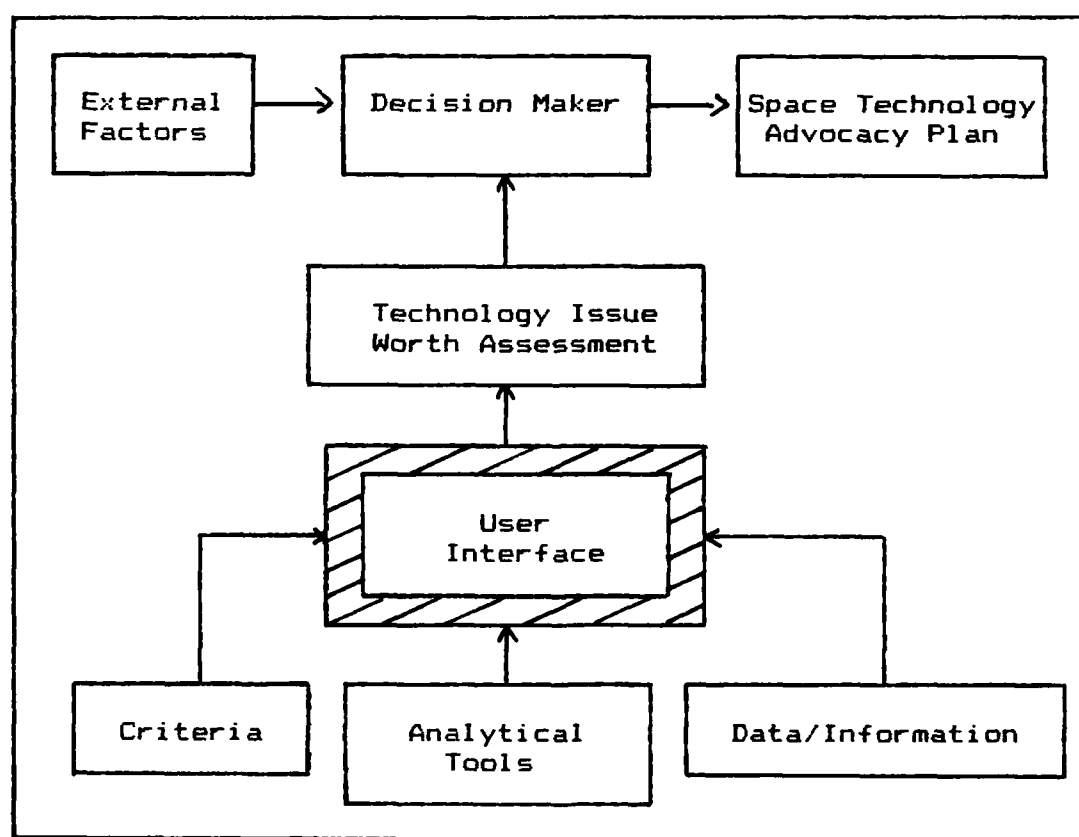 External
Factors
Decision Maker
Space Technology
Advocacy Plan
Technology Issue
Worth Assessment
User
Interface
Criteria
Analytical
Tools
Data/Information